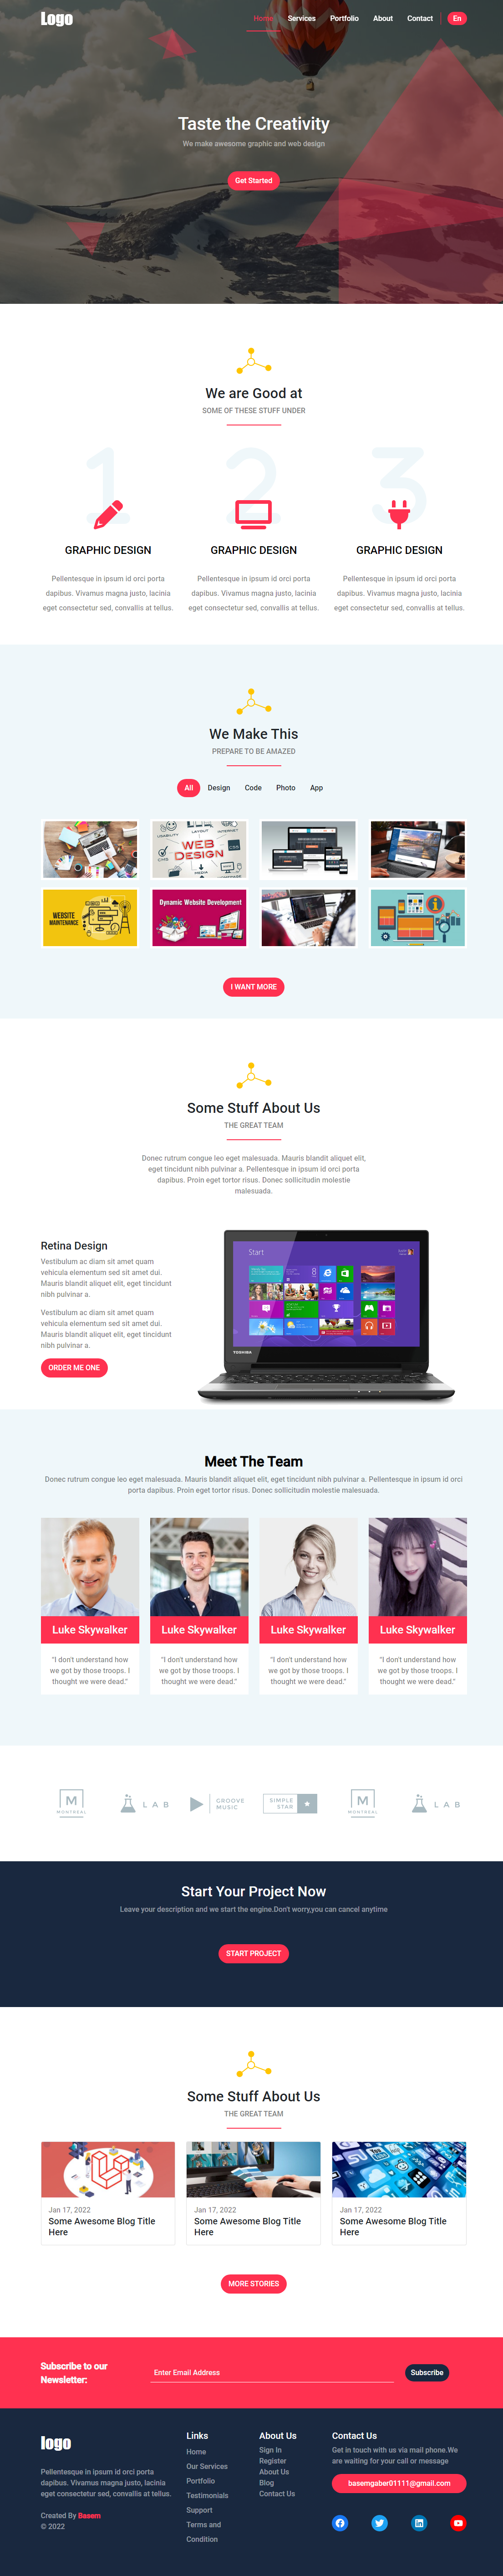 Logo
Home Services Portfolio About Contact En
Taste the Creativity
We make awesome graphic and web design
Get Started
We are Good at
SOME OF THESE STUFF UNDER
1 2 3
GRAPHIC DESIGN GRAPHIC DESIGN GRAPHIC DESIGN
Pellentesque in ipsum id orci porta
dapibus. Vivamus magna justo, lacinia
eget consectetur sed, convallis at tellus.
Pellentesque in ipsum id orci porta
dapibus. Vivamus magna justo, lacinia
eget consectetur sed, convallis at tellus.
Pellentesque in ipsum id orci porta
dapibus. Vivamus magna justo, lacinia
eget consectetur sed, convallis at tellus.
We Make This
PREPARE TO BE AMAZED
All Design Code Photo App
USABILITY
LAYOUT
INTERNET
CMS
WEB
DESIGN
MEDIA
WEBSITE
MAINTENANCE
Dynamic Website Development
I WANT MORE
Some Stuff About Us
THE GREAT TEAM
Donec rutrum congue leo eget malesuada. Mauris blandit aliquet elit,
eget tincidunt nibh pulvinar a. Pellentesque in ipsum id orci porta
dapibus. Proin eget tortor risus. Donec sollicitudin molestie
malesuada.
Retina Design
Vestibulum ac diam sit amet quam
vehicula elementum sed sit amet dui.
Mauris blandit aliquet elit, eget tincidunt
nibh pulvinar a.
Vestibulum ac diam sit amet quam
vehicula elementum sed sit amet dui.
Mauris blandit aliquet elit, eget tincidunt
nibh pulvinar a.
ORDER ME ONE
Start
TOSHIBA
Meet The Team
Donec rutrum congue leo eget malesuada. Mauris blandit aliquet elit, eget tincidunt nibh pulvinar a. Pellentesque in ipsum id orci
porta dapibus. Proin eget tortor risus. Donec sollicitudin molestie malesuada.
Luke Skywalker Luke Skywalker Luke Skywalker Luke Skywalker
"I don't understand how
we got by those troops. I
thought we were dead."
"I don't understand how
we got by those troops. I
thought we were dead."
"I don't understand how
we got by those troops. I
thought we were dead."
"I don't understand how
we got by those troops. I
thought we were dead."
M
MONTREAL
LAB
GROOVE
MUSIC
SIMPLE
STAR
M
MONTREAL
LAB
Start Your Project Now
Leave your description and we start the engine.Don't worry,you can cancel anytime
START PROJECT
Some Stuff About Us
THE GREAT TEAM
Jan 17, 2022
Some Awesome Blog Title
Here
Jan 17, 2022
Some Awesome Blog Title
Here
Jan 17, 2022
Some Awesome Blog Title
Here
MORE STORIES
Subscribe to our
Newsletter:
Enter Email Address
Subscribe
logo
Pellentesque in ipsum id orci porta
dapibus. Vivamus magna justo, lacinia
eget consectetur sed, convallis at tellus.
Created By Basem
© 2022
Links
Home
Our Services
Portfolio
Testimonials
Support
Terms and
Condition
About Us
Sign In
Register
About Us
Blog
Contact Us
Contact Us
Get in touch with us via mail phone.We
are waiting for your call or message
basemgaber01111@gmail.com